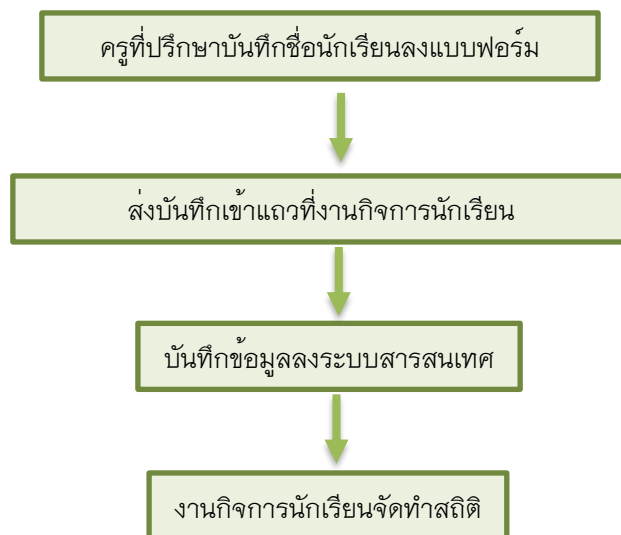 ครูที่ปรึกษาบันทึกชื่อนักเรียนลงแบบฟอร์ม
ส่งบันทึกเข้าแถวที่งานกิจการนักเรียน
บันทึกข้อมูลลงระบบสารสนเทศ
งานกิจการนักเรียนจัดทำสถิติ